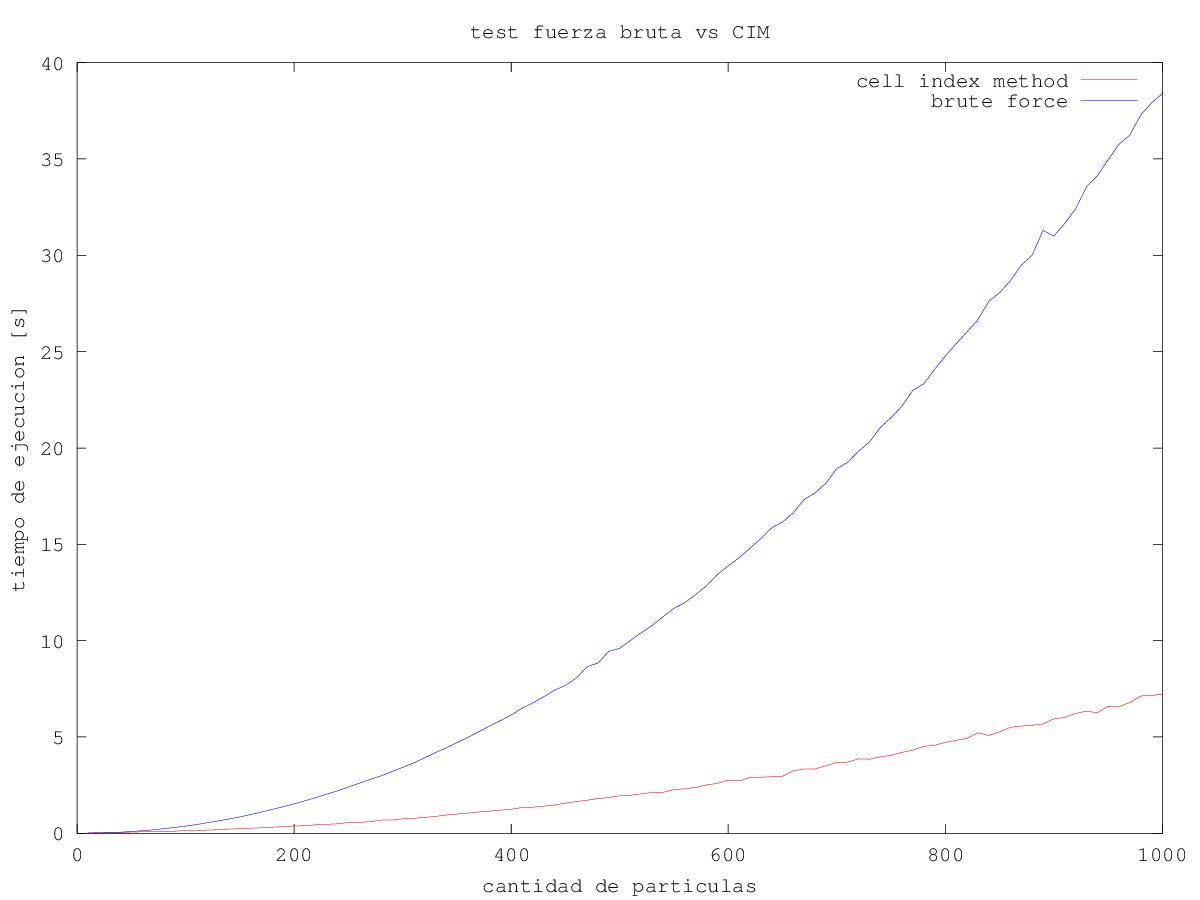 test fuerza bruta vs CIM
cell index method
brute force
40
35
30
25
20
15
10
5
0
tiempo de ejecucion [s]
0 200 400 600 800 1000
cantidad de particulas